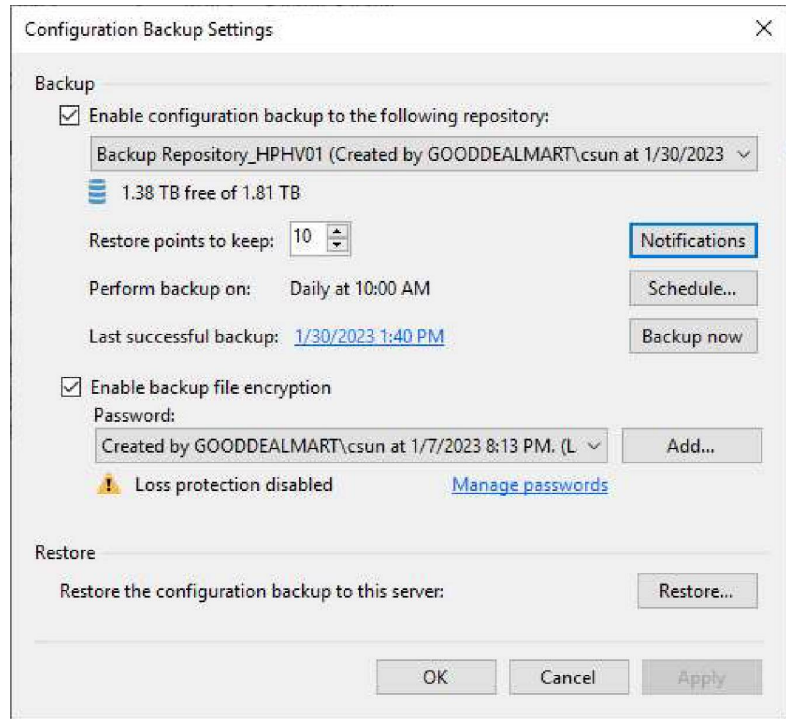 Configuration Backup Settings
Backup
Enable configuration backup to the following repository:
Backup Repository_HPHV01 (Created by GOODDEALMART\csun at 1/30/2023
1.38 TB free of 1.81 TB
Restore points to keep: 10 Notifications
Perform backup on: Daily at 10:00 AM Schedule...
Last successful backup: 1/30/2023 1:40 PM Backup now
Enable backup file encryption
Password:
Created by GOODDEALMART\csun at 1/7/2023 8:13 PM. (L Add...
Loss protection disabled Manage passwords
Restore
Restore the configuration backup to this server: Restore...
OK Cancel Apply